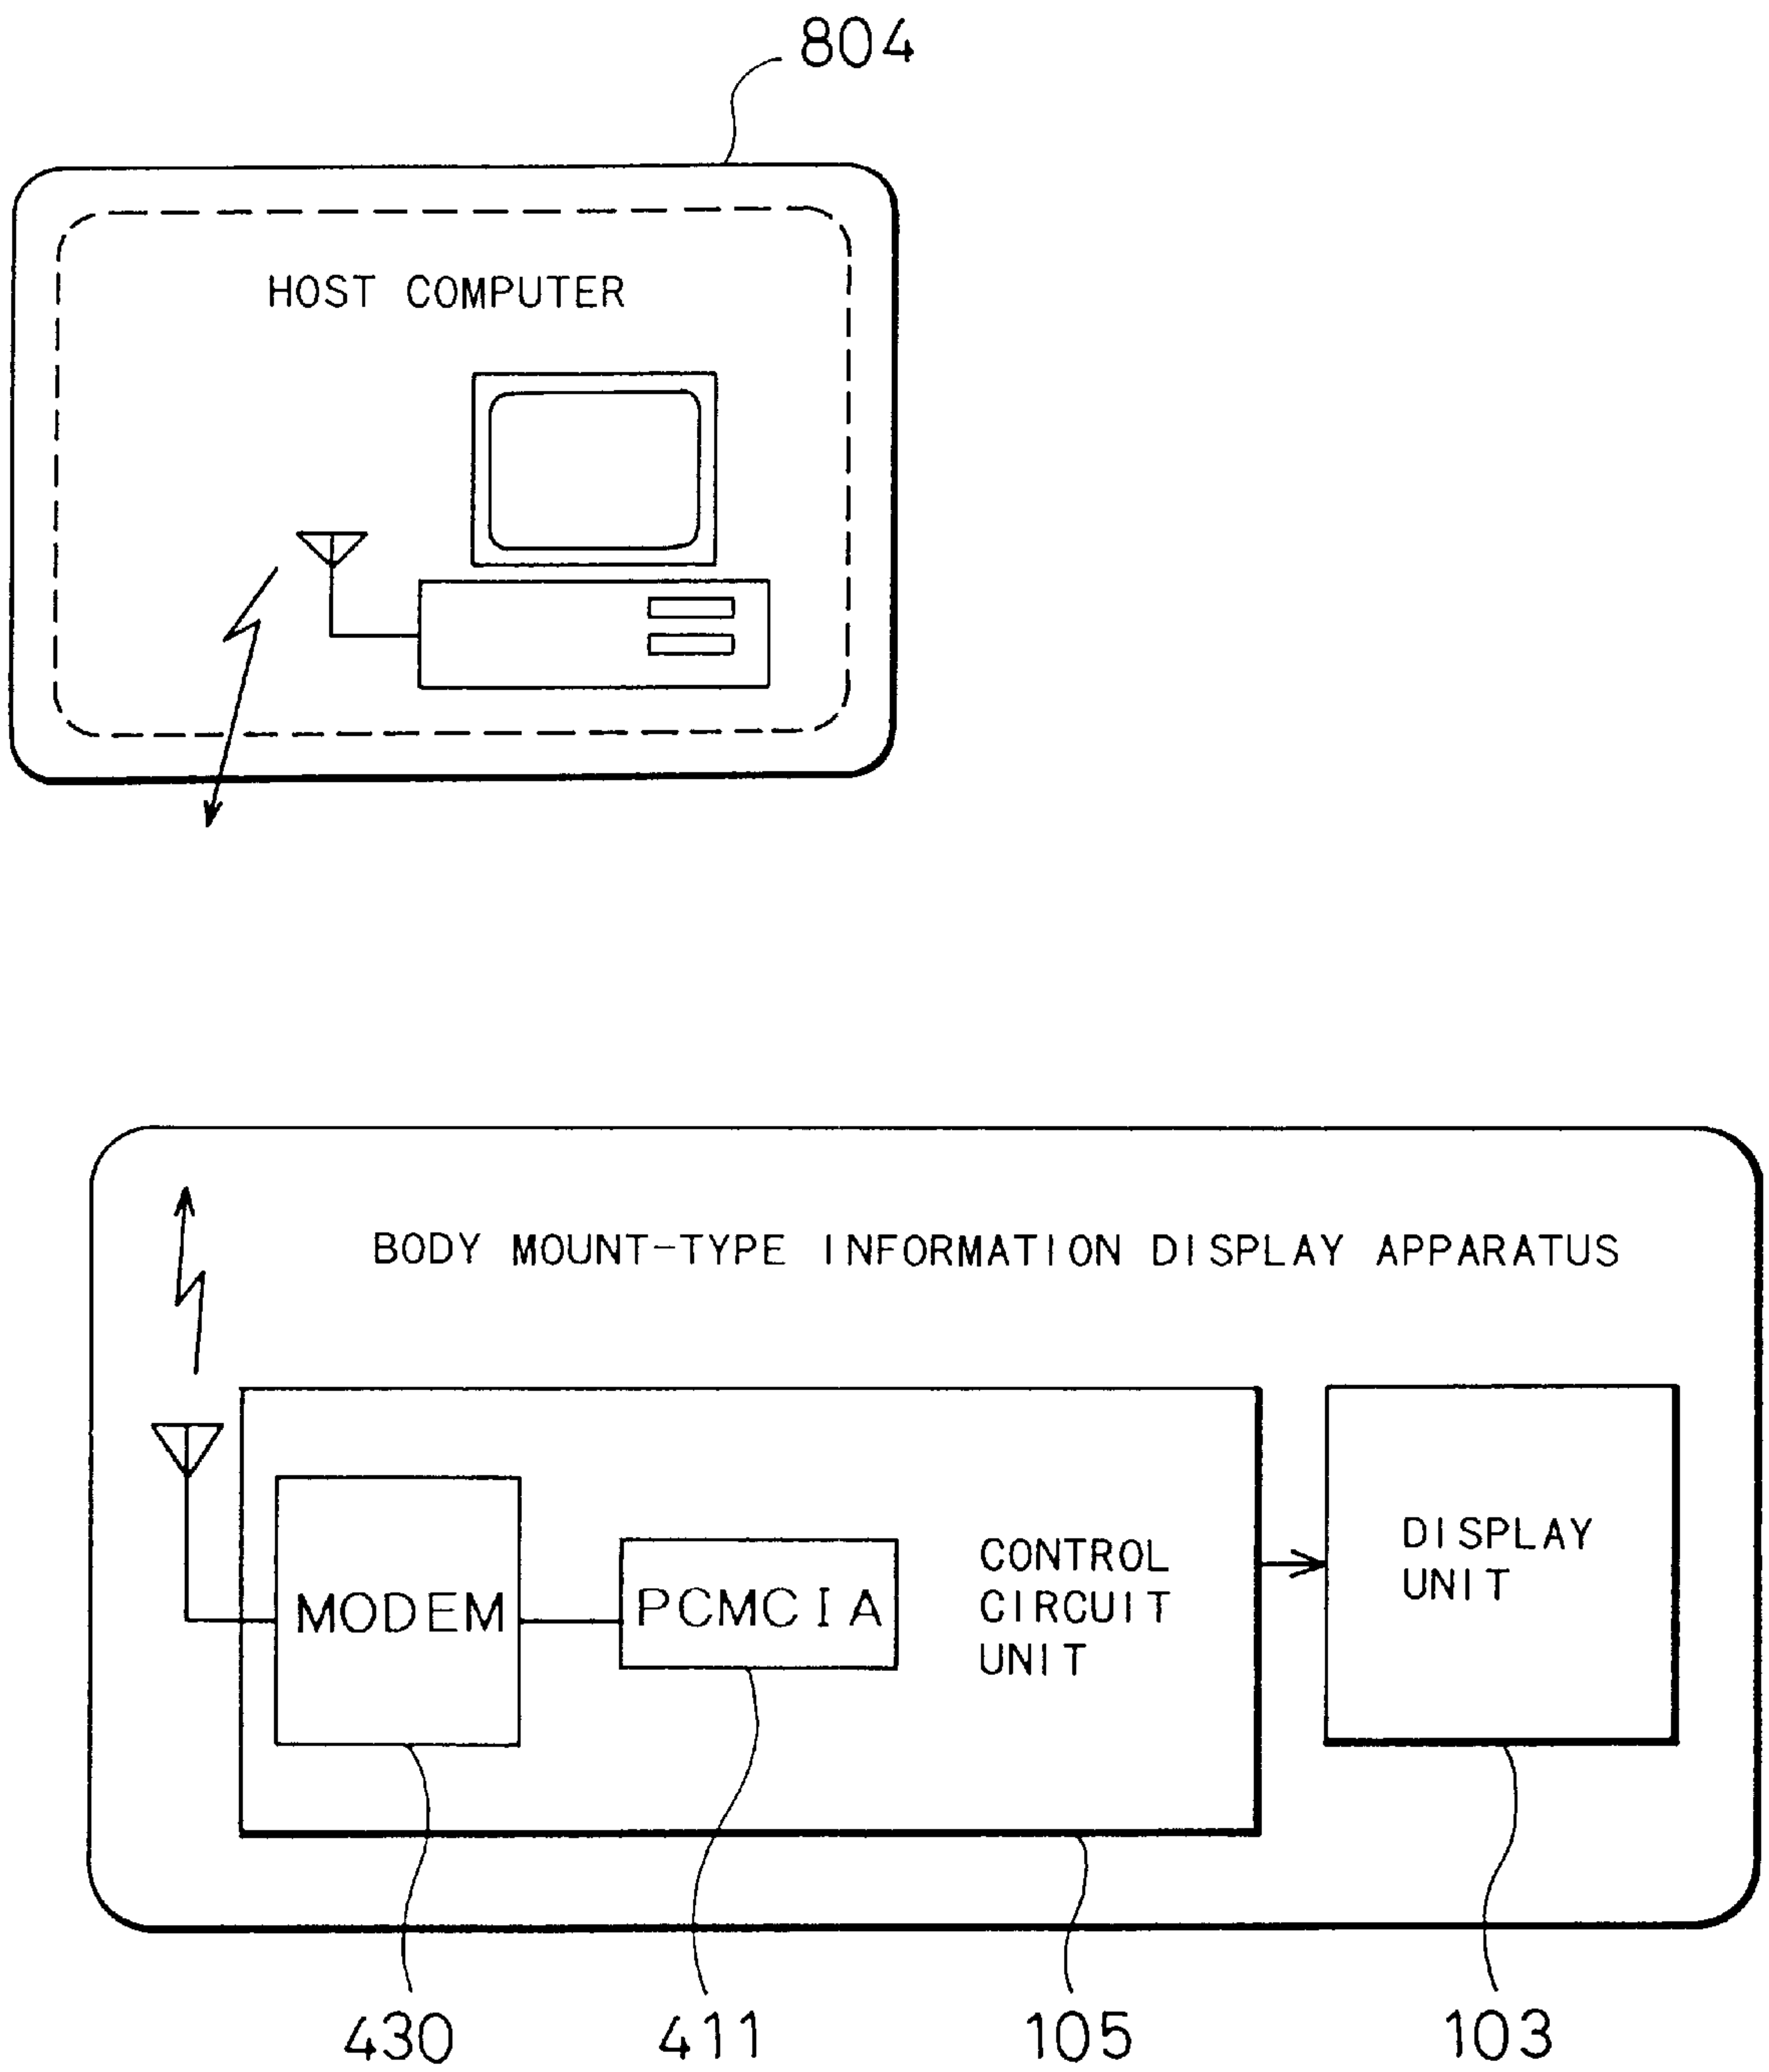 804
HOST COMPUTER
BODY MOUNT-TYPE INFORMATION DISPLAY APPARATUS
MODEM
PCMCIA
CONTROL
CIRCUIT
UNIT
DISPLAY
UNIT
430
411
105
103